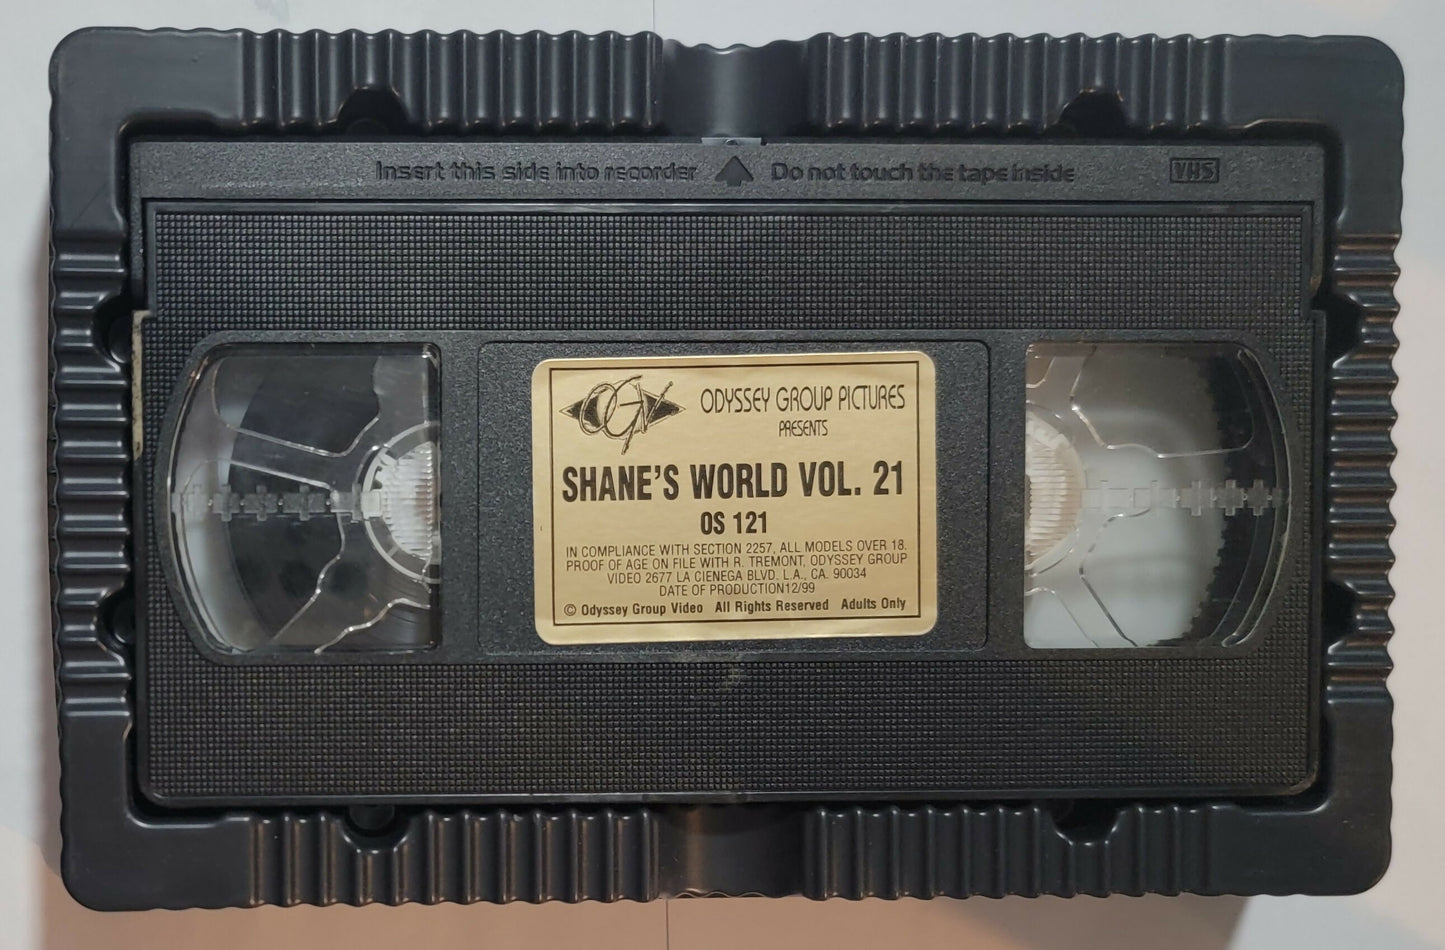 Insert this side into recorder Do not touch the tape inside VHS
OGV ODYSSEY GROUP PICTURES
PRESENTS
SHANE'S WORLD VOL. 21
OS 121
IN COMPLIANCE WITH SECTION 2257, ALL MODELS OVER 18.
PROOF OF AGE ON FILE WITH R. TREMONT, ODYSSEY GROUP
VIDEO 2677 LA CIENEGA BLVD. L.A., CA. 90034
DATE OF PRODUCTION12/99
© Odyssey Group Video All Rights Reserved Adults Only